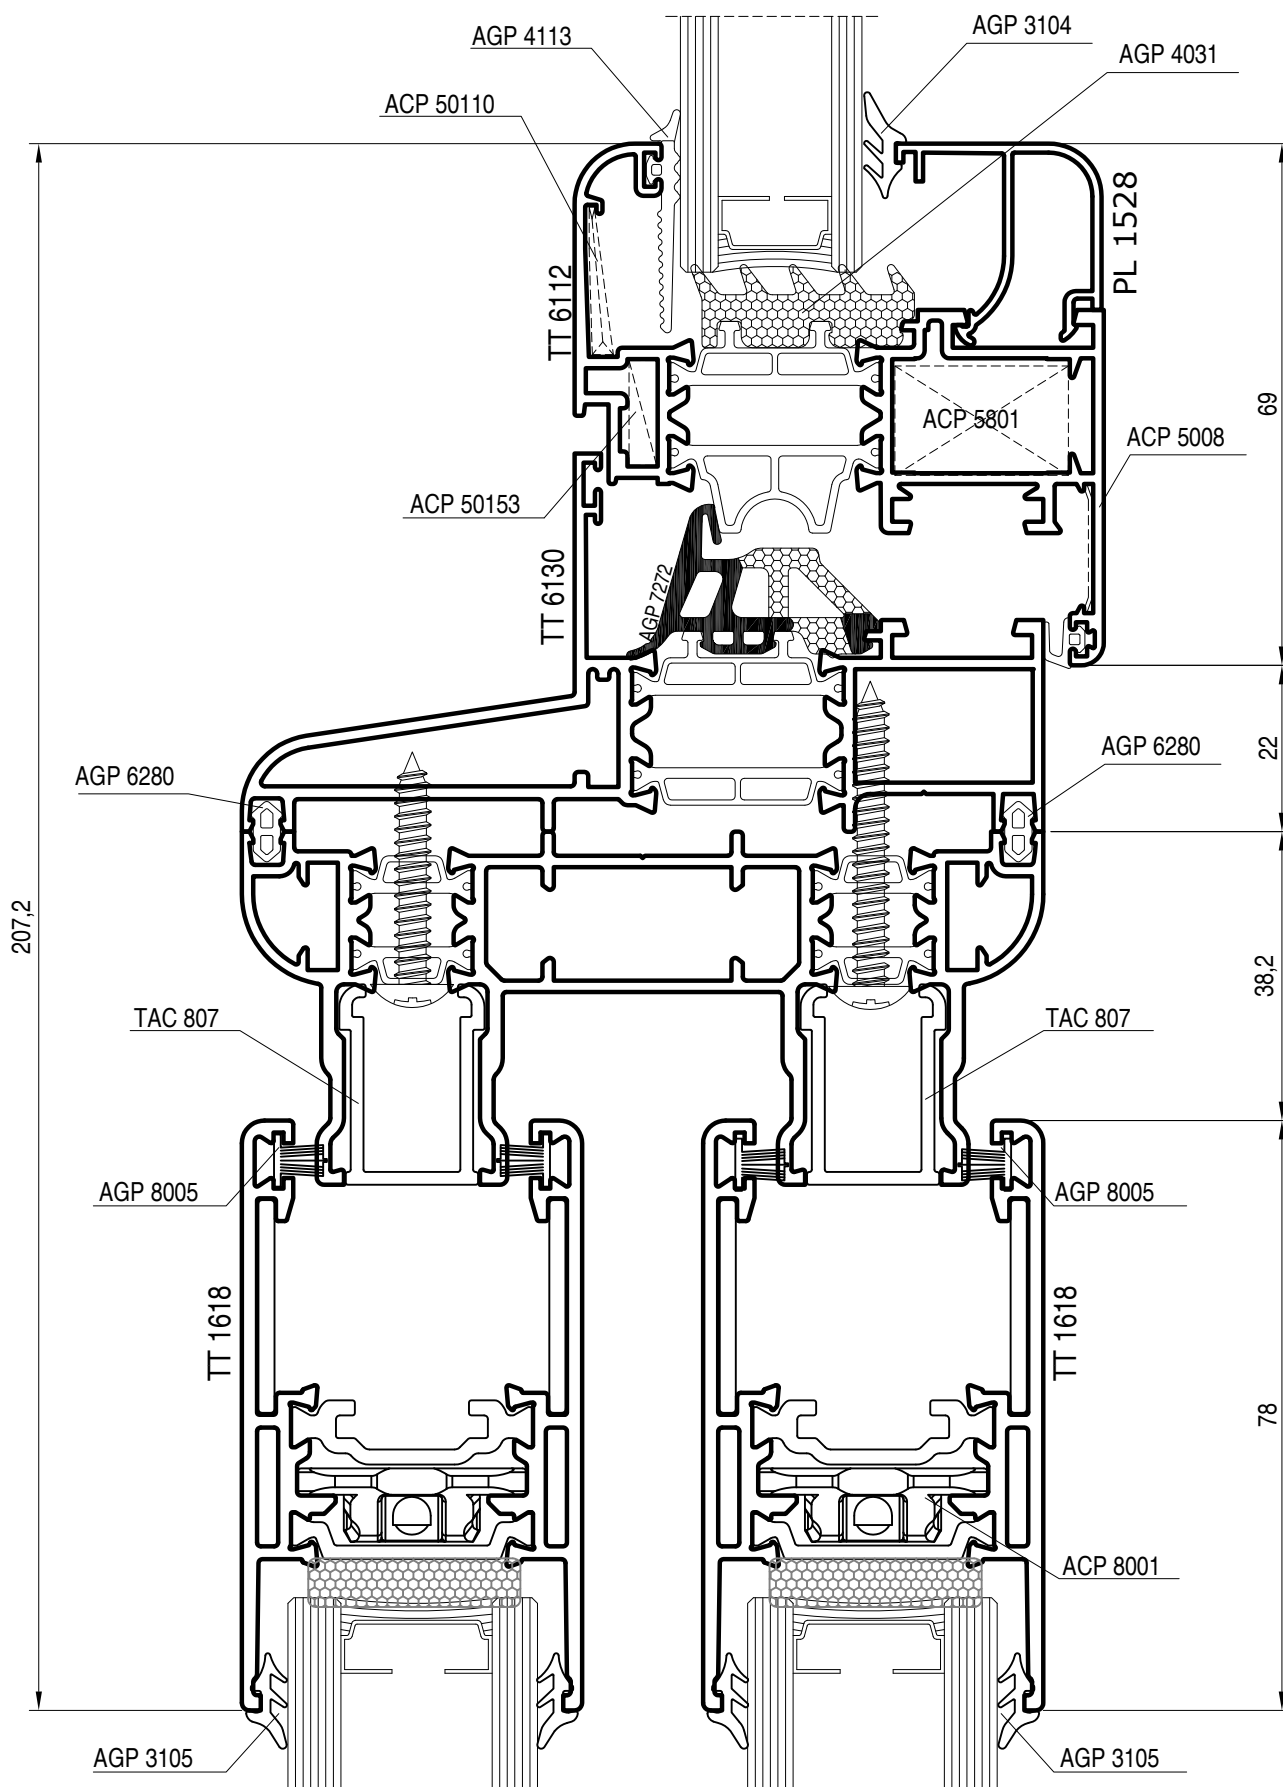 AGP 4113
AGP 3104
AGP 4031
ACP 50110
PL 1528
TT 6112
69
ACP 5801
ACP 5008
ACP 50153
TT 6130
AGP 7272
22
AGP 6280
AGP 6280
207,2
38,2
TAC 807
TAC 807
AGP 8005
AGP 8005
TT 1618
TT 1618
78
ACP 8001
AGP 3105
AGP 3105